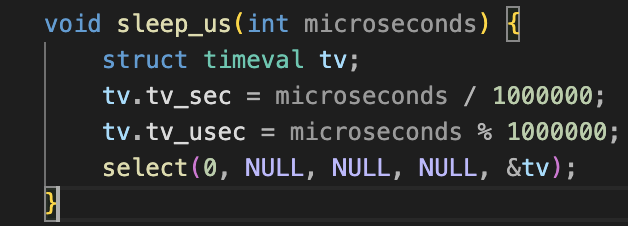 void sleep_us(int microseconds) {
struct timeval tv;
tv.tv_sec = microseconds / 1000000;
tv.tv_usec = microseconds % 1000000;
select(0, NULL, NULL, NULL, &tv);
}